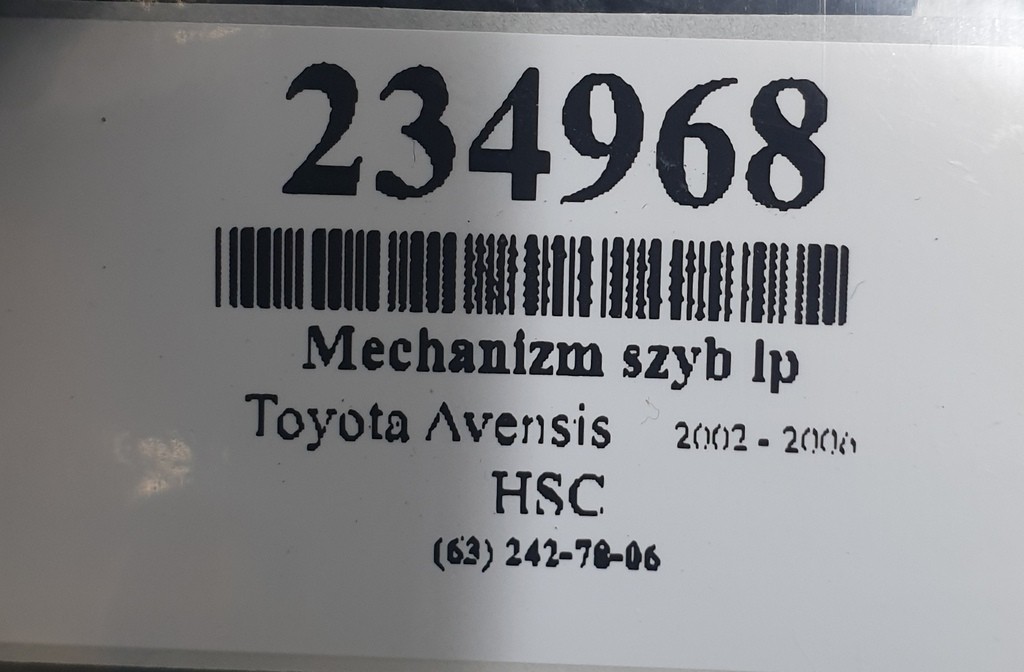 234968
Mechanizm szyb lp
Toyota Avensis 2002 - 2006
HSC
(63) 242-78-06